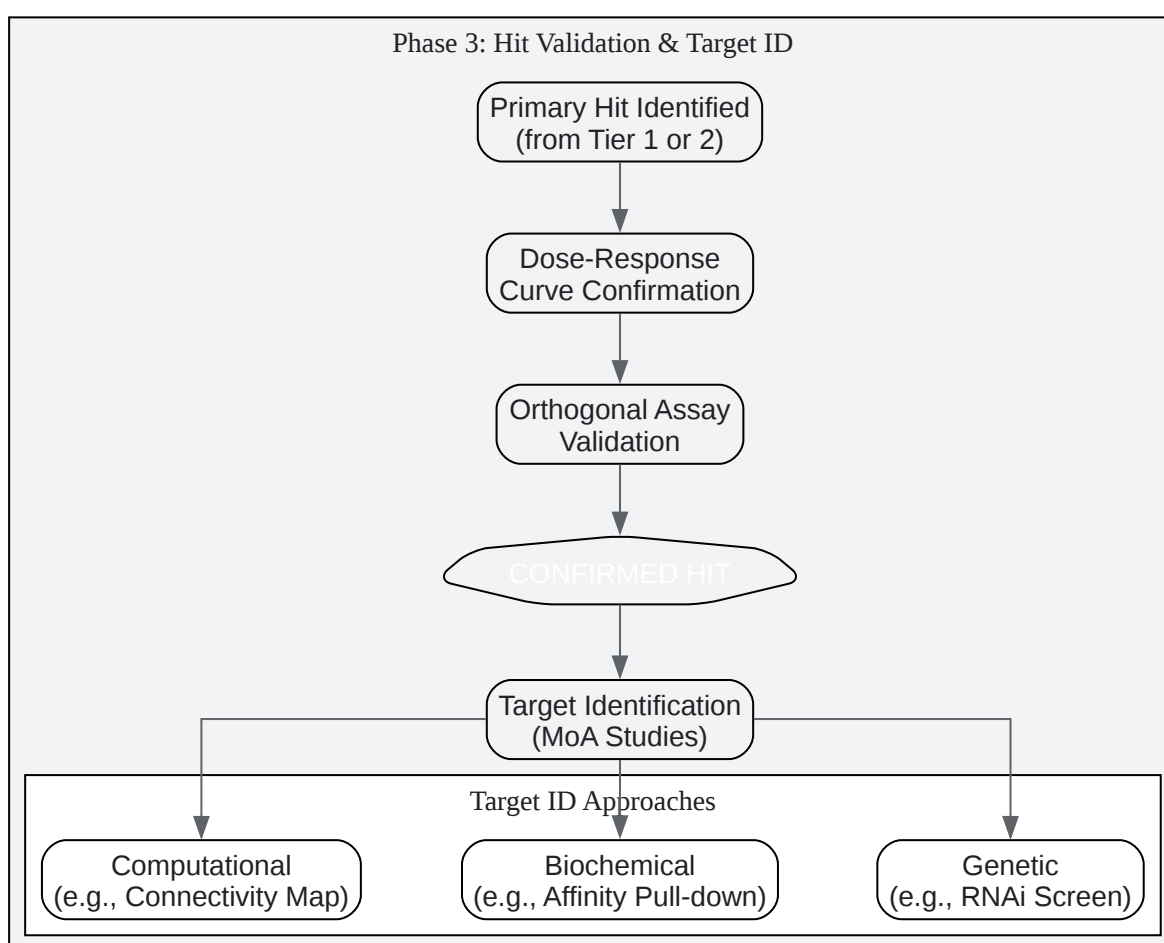 Phase 3: Hit Validation & Target ID
Primary Hit Identified
(from Tier 1 or 2)
Dose-Response
Curve Confirmation
Orthogonal Assay
Validation
CONFIRMED HIT
Target Identification
(MoA Studies)
Target ID Approaches
Computational
(e.g., Connectivity Map)
Biochemical
(e.g., Affinity Pull-down)
Genetic
(e.g., RNAi Screen)